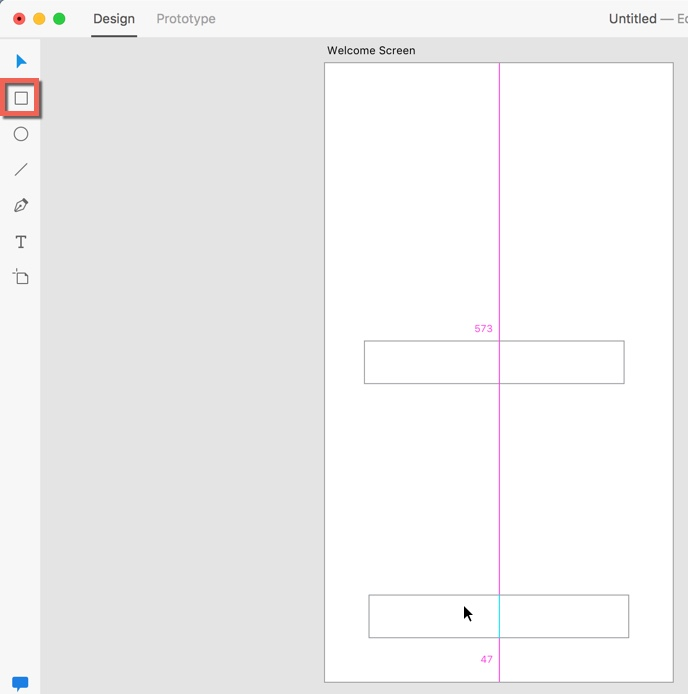 Design Prototype Untitled — Ed
Welcome Screen
T
573
47